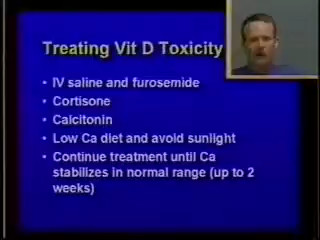 Treating Vit D Toxicity
• IV saline and furosemide
• Cortisone
• Calcitonin
• Low Ca diet and avoid sunlight
• Continue treatment until Ca
stabilizes in normal range (up to 2
weeks)